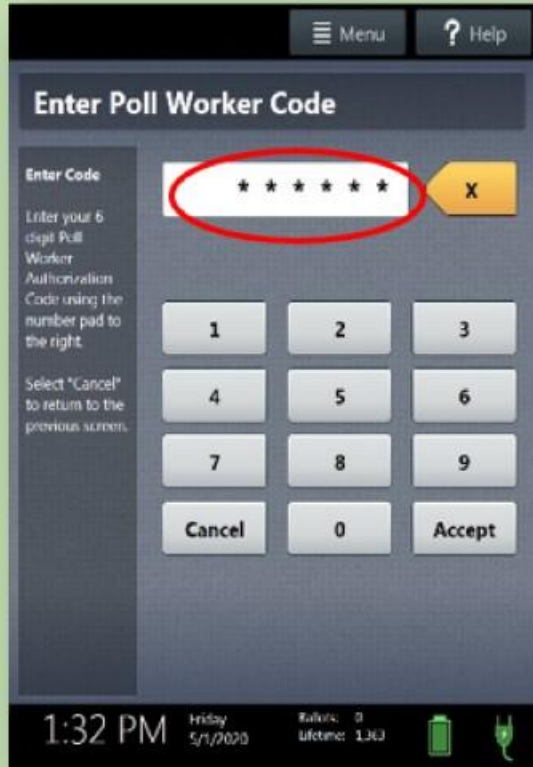 Menu
? Help
Enter Poll Worker Code
Enter Code
Enter your 6
digit Poll
Worker
Authorization
Code using the
number pad to
the right.
Select "Cancel"
to return to the
previous screen.
* * * * * *
X
1 2 3
4 5 6
7 8 9
Cancel 0 Accept
1:32 PM
Friday
5/1/2020
Ballots: 0
Lifetime: 1,363